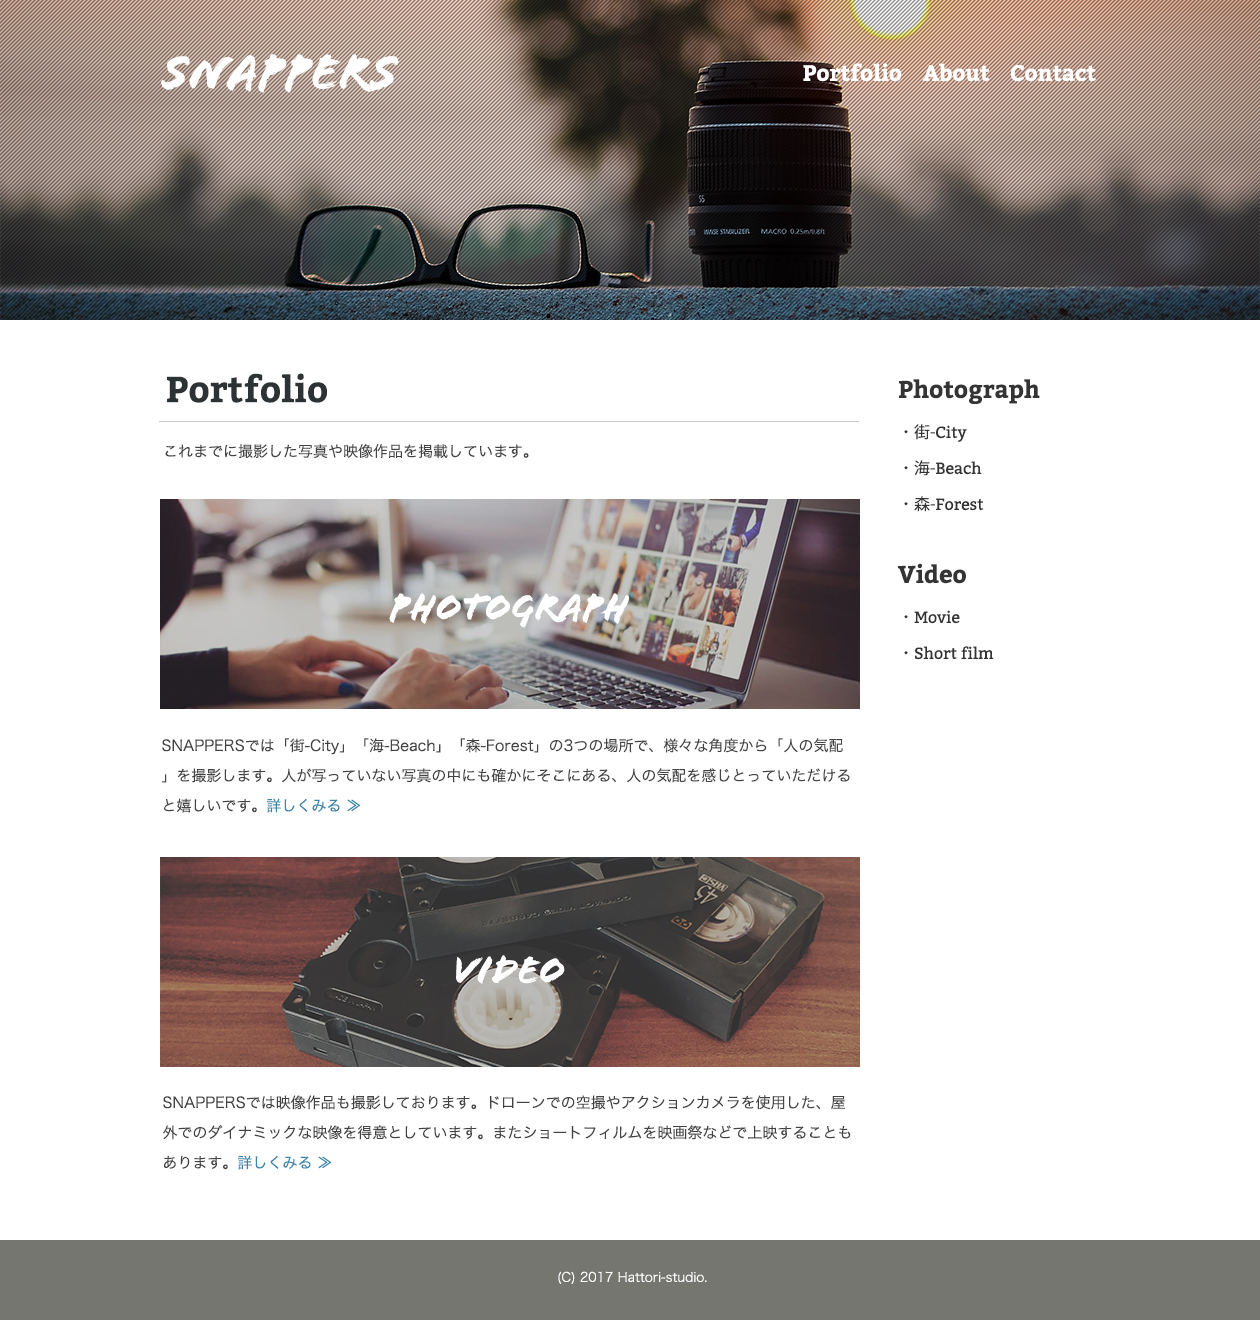 SNAPPERS
Portfolio About Contact
55
IMAGE STABILIZER MACRO 0.25m/0.8ft
Portfolio
これまでに撮影した写真や映像作品を掲載しています。
PHOTOGRAPH
SNAPPERSでは「街-City」「海-Beach」「森-Forest」の3つの場所で、様々な角度から「人の気配
」を撮影します。人が写っていない写真の中にも確かにそこにある、人の気配を感じとっていただける
と嬉しいです。詳しくみる ≫
VIDEO
SNAPPERSでは映像作品も撮影しております。ドローンでの空撮やアクションカメラを使用した、屋
外でのダイナミックな映像を得意としています。またショートフィルムを映画祭などで上映することも
あります。詳しくみる ≫
Photograph
・街-City
・海-Beach
・森-Forest
Video
・Movie
・Short film
(C) 2017 Hattori-studio.